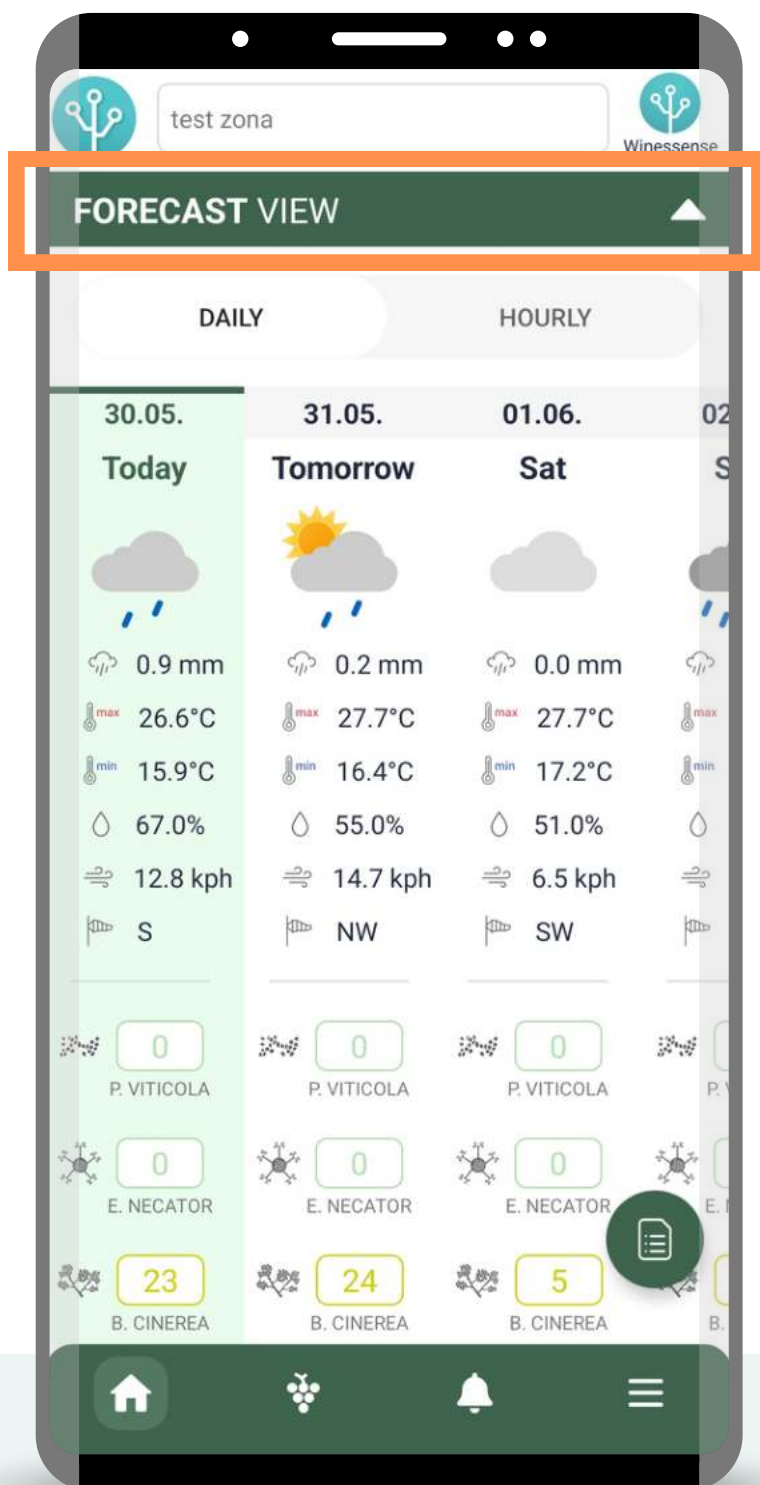 test zona
Winessense
FORECAST VIEW
DAILY HOURLY
30.05. 31.05. 01.06. 02
Today Tomorrow Sat S
0.9 mm 0.2 mm 0.0 mm
max 26.6°C max 27.7°C max 27.7°C max
min 15.9°C min 16.4°C min 17.2°C min
67.0% 55.0% 51.0%
12.8 kph 14.7 kph 6.5 kph
S NW SW
0 0 0
P. VITICOLA P. VITICOLA P. VITICOLA P.
0 0 0
E. NECATOR E. NECATOR E. NECATOR E.
23 24 5
B. CINEREA B. CINEREA B. CINEREA B.